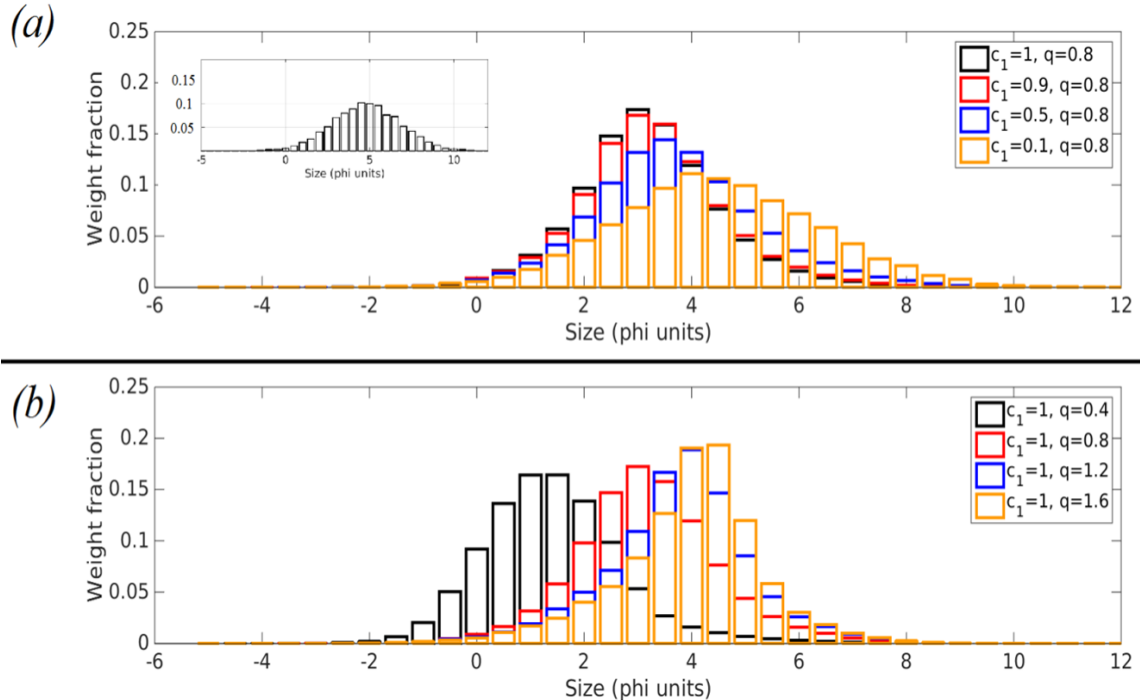 (a)
0.25
0.2
0.15
0.1
0.05
0
Weight fraction
-6 -4 -2 0 2 4 6 8 10 12
Size (phi units)
0.15
0.1
0.05
-5 0 5 10
Size (phi units)
c1=1, q=0.8
c1=0.9, q=0.8
c1=0.5, q=0.8
c1=0.1, q=0.8
(b)
0.25
0.2
0.15
0.1
0.05
0
Weight fraction
-6 -4 -2 0 2 4 6 8 10 12
Size (phi units)
c1=1, q=0.4
c1=1, q=0.8
c1=1, q=1.2
c1=1, q=1.6